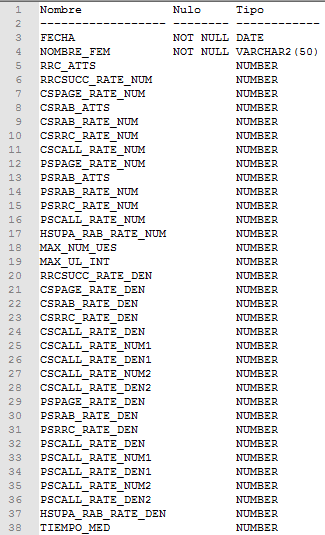 1 Nombre Nulo Tipo
2 ------------------ -------- ------------
3 FECHA NOT NULL DATE
4 NOMBRE_FEM NOT NULL VARCHAR2(50)
5 RRC_ATTS NUMBER
6 RRCSUCC_RATE_NUM NUMBER
7 CSPAGE_RATE_NUM NUMBER
8 CSRAB_ATTS NUMBER
9 CSRAB_RATE_NUM NUMBER
10 CSRRC_RATE_NUM NUMBER
11 CSCALL_RATE_NUM NUMBER
12 PSPAGE_RATE_NUM NUMBER
13 PSRAB_ATTS NUMBER
14 PSRAB_RATE_NUM NUMBER
15 PSRRC_RATE_NUM NUMBER
16 PSCALL_RATE_NUM NUMBER
17 HSUPA_RAB_RATE_NUM NUMBER
18 MAX_NUM_UES NUMBER
19 MAX_UL_INT NUMBER
20 RRCSUCC_RATE_DEN NUMBER
21 CSPAGE_RATE_DEN NUMBER
22 CSRAB_RATE_DEN NUMBER
23 CSRRC_RATE_DEN NUMBER
24 CSCALL_RATE_DEN NUMBER
25 CSCALL_RATE_NUM1 NUMBER
26 CSCALL_RATE_DEN1 NUMBER
27 CSCALL_RATE_NUM2 NUMBER
28 CSCALL_RATE_DEN2 NUMBER
29 PSPAGE_RATE_DEN NUMBER
30 PSRAB_RATE_DEN NUMBER
31 PSRRC_RATE_DEN NUMBER
32 PSCALL_RATE_DEN NUMBER
33 PSCALL_RATE_NUM1 NUMBER
34 PSCALL_RATE_DEN1 NUMBER
35 PSCALL_RATE_NUM2 NUMBER
36 PSCALL_RATE_DEN2 NUMBER
37 HSUPA_RAB_RATE_DEN NUMBER
38 TIEMPO_MED NUMBER